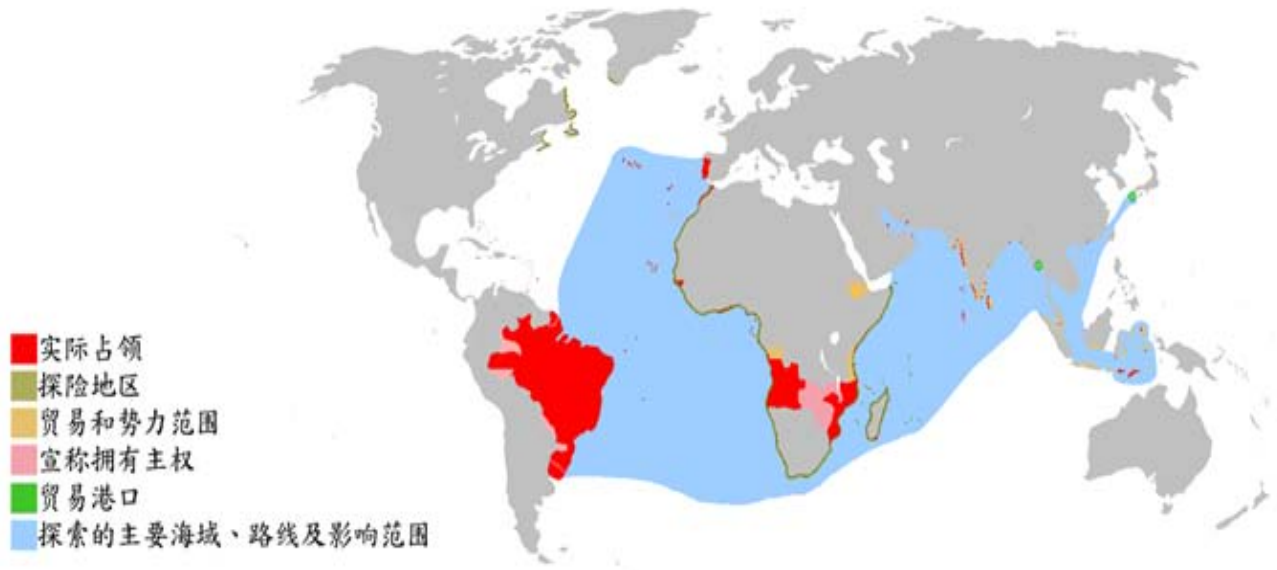 实际占领
探险地区
贸易和势力范围
宣称拥有主权
贸易港口
探索的主要海域、路线及影响范围